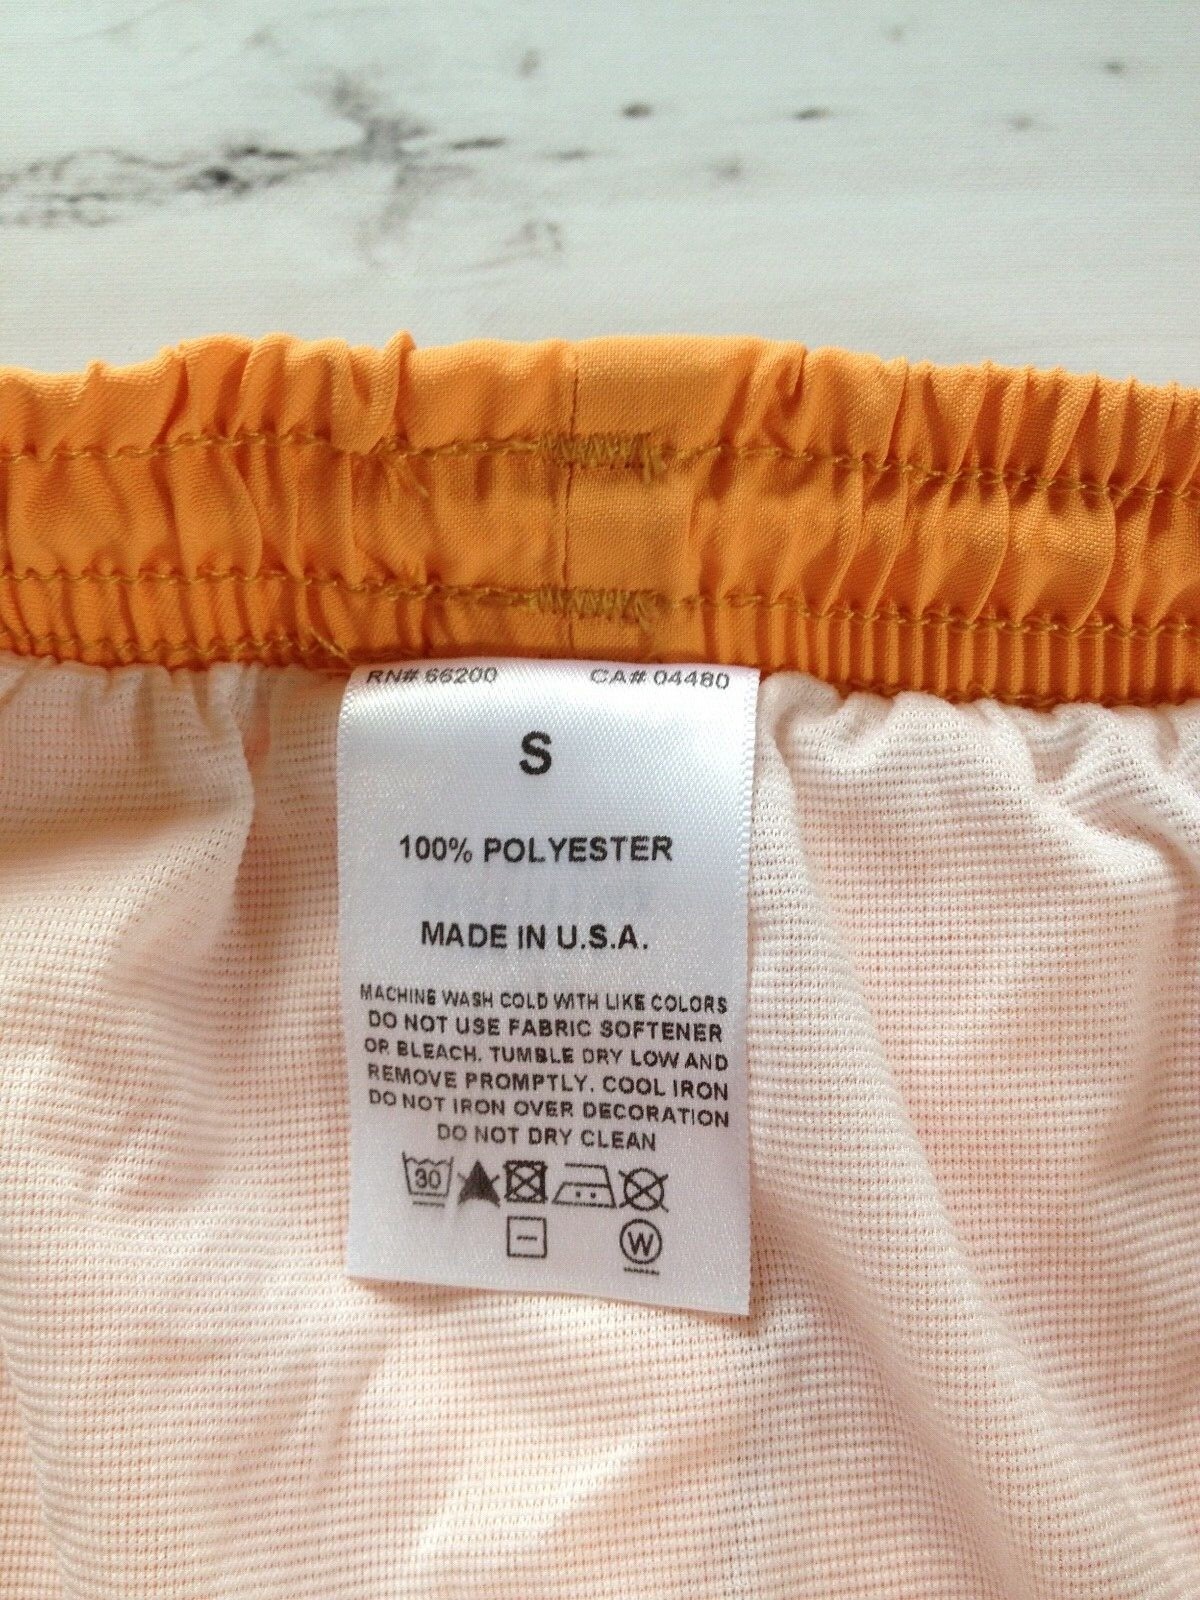 RN# 66200 CA# 04480
S
100% POLYESTER
MADE IN U.S.A.
MACHINE WASH COLD WITH LIKE COLORS
DO NOT USE FABRIC SOFTENER
OR BLEACH. TUMBLE DRY LOW AND
REMOVE PROMPTLY. COOL IRON
DO NOT IRON OVER DECORATION
DO NOT DRY CLEAN
30
W